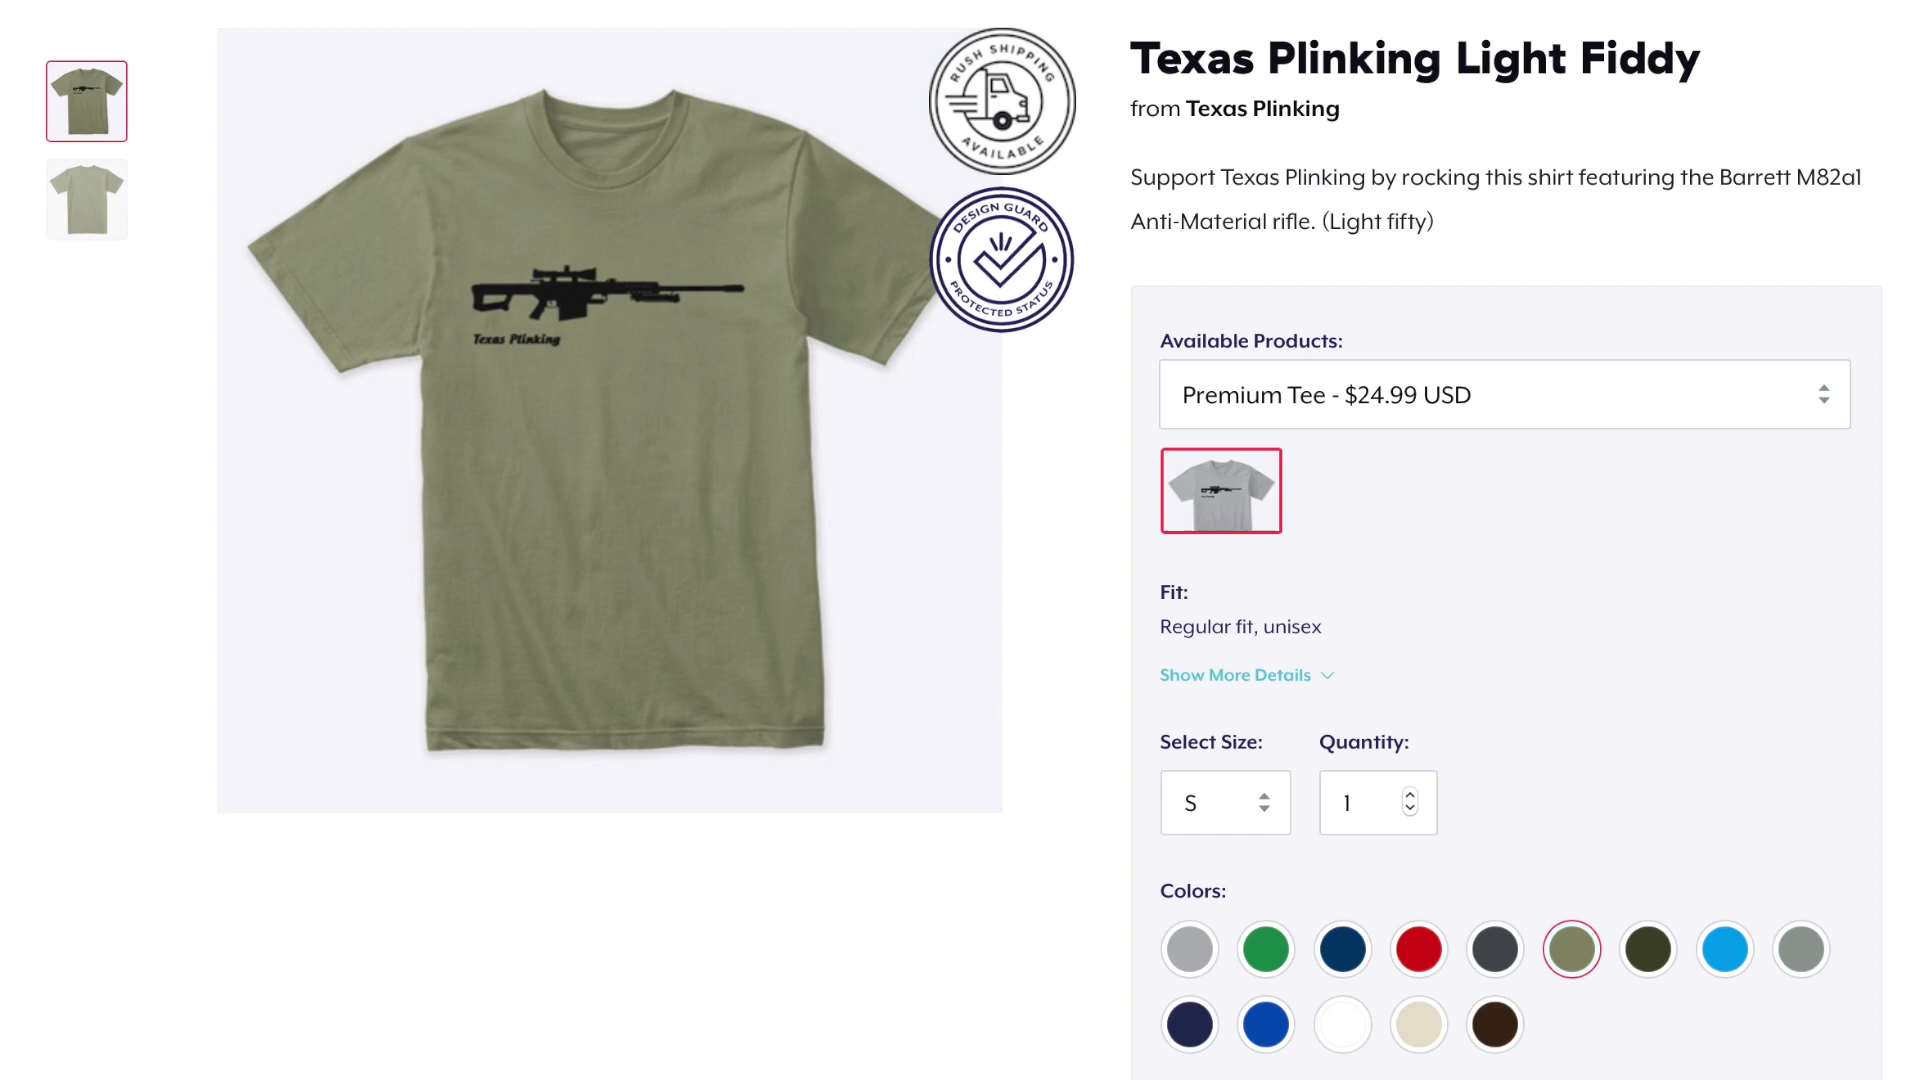 RUSH SHIPPING
AVAILABLE
DESIGN GUARD
PROTECTED STATUS
Texas Plinking
Texas Plinking Light Fiddy
from Texas Plinking
Support Texas Plinking by rocking this shirt featuring the Barrett M82a1
Anti-Material rifle. (Light fifty)
Available Products:
Premium Tee - $24.99 USD
Fit:
Regular fit, unisex
Show More Details
Select Size: Quantity:
S 1
Colors: